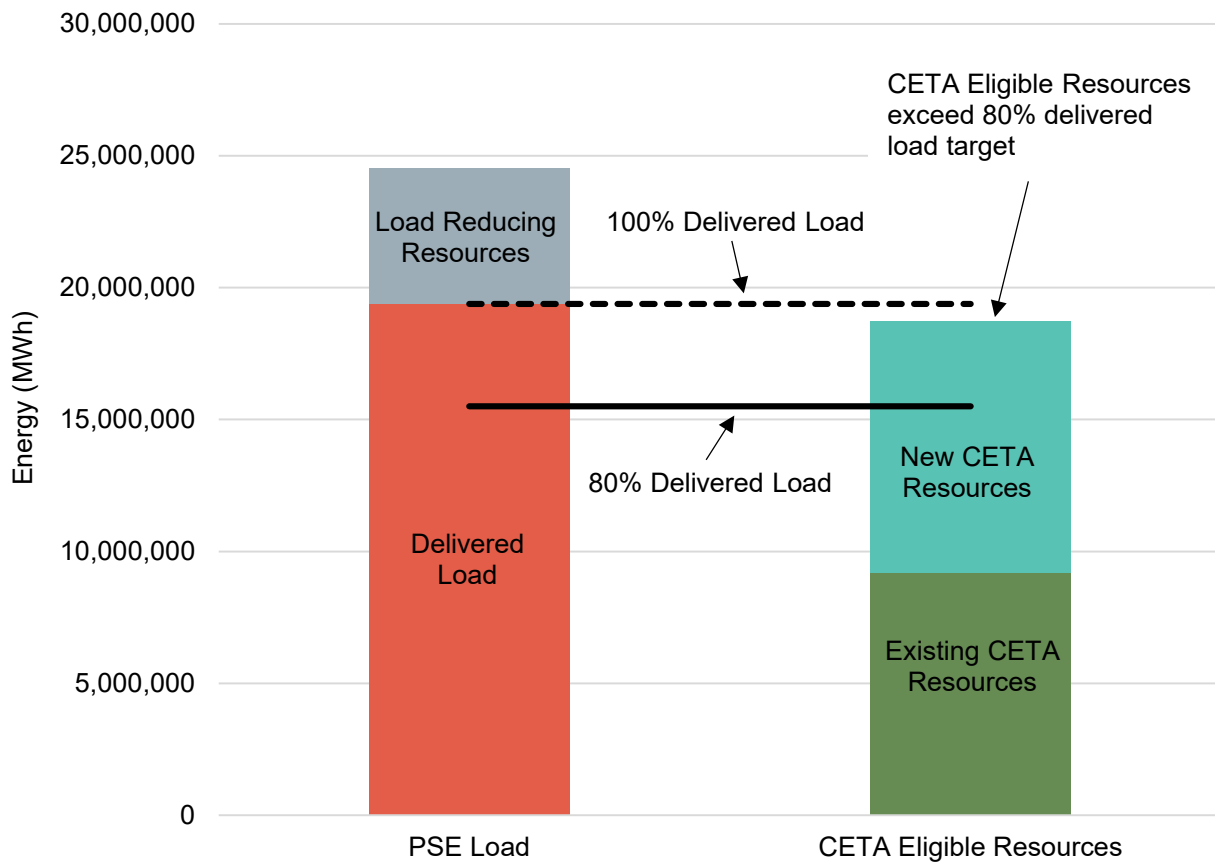 30,000,000
CETA Eligible Resources
exceed 80% delivered
load target
25,000,000
Load Reducing
Resources
100% Delivered Load
20,000,000
Energy (MWh)
15,000,000
80% Delivered Load
New CETA
Resources
10,000,000
Delivered
Load
Existing CETA
Resources
5,000,000
0
PSE Load
CETA Eligible Resources